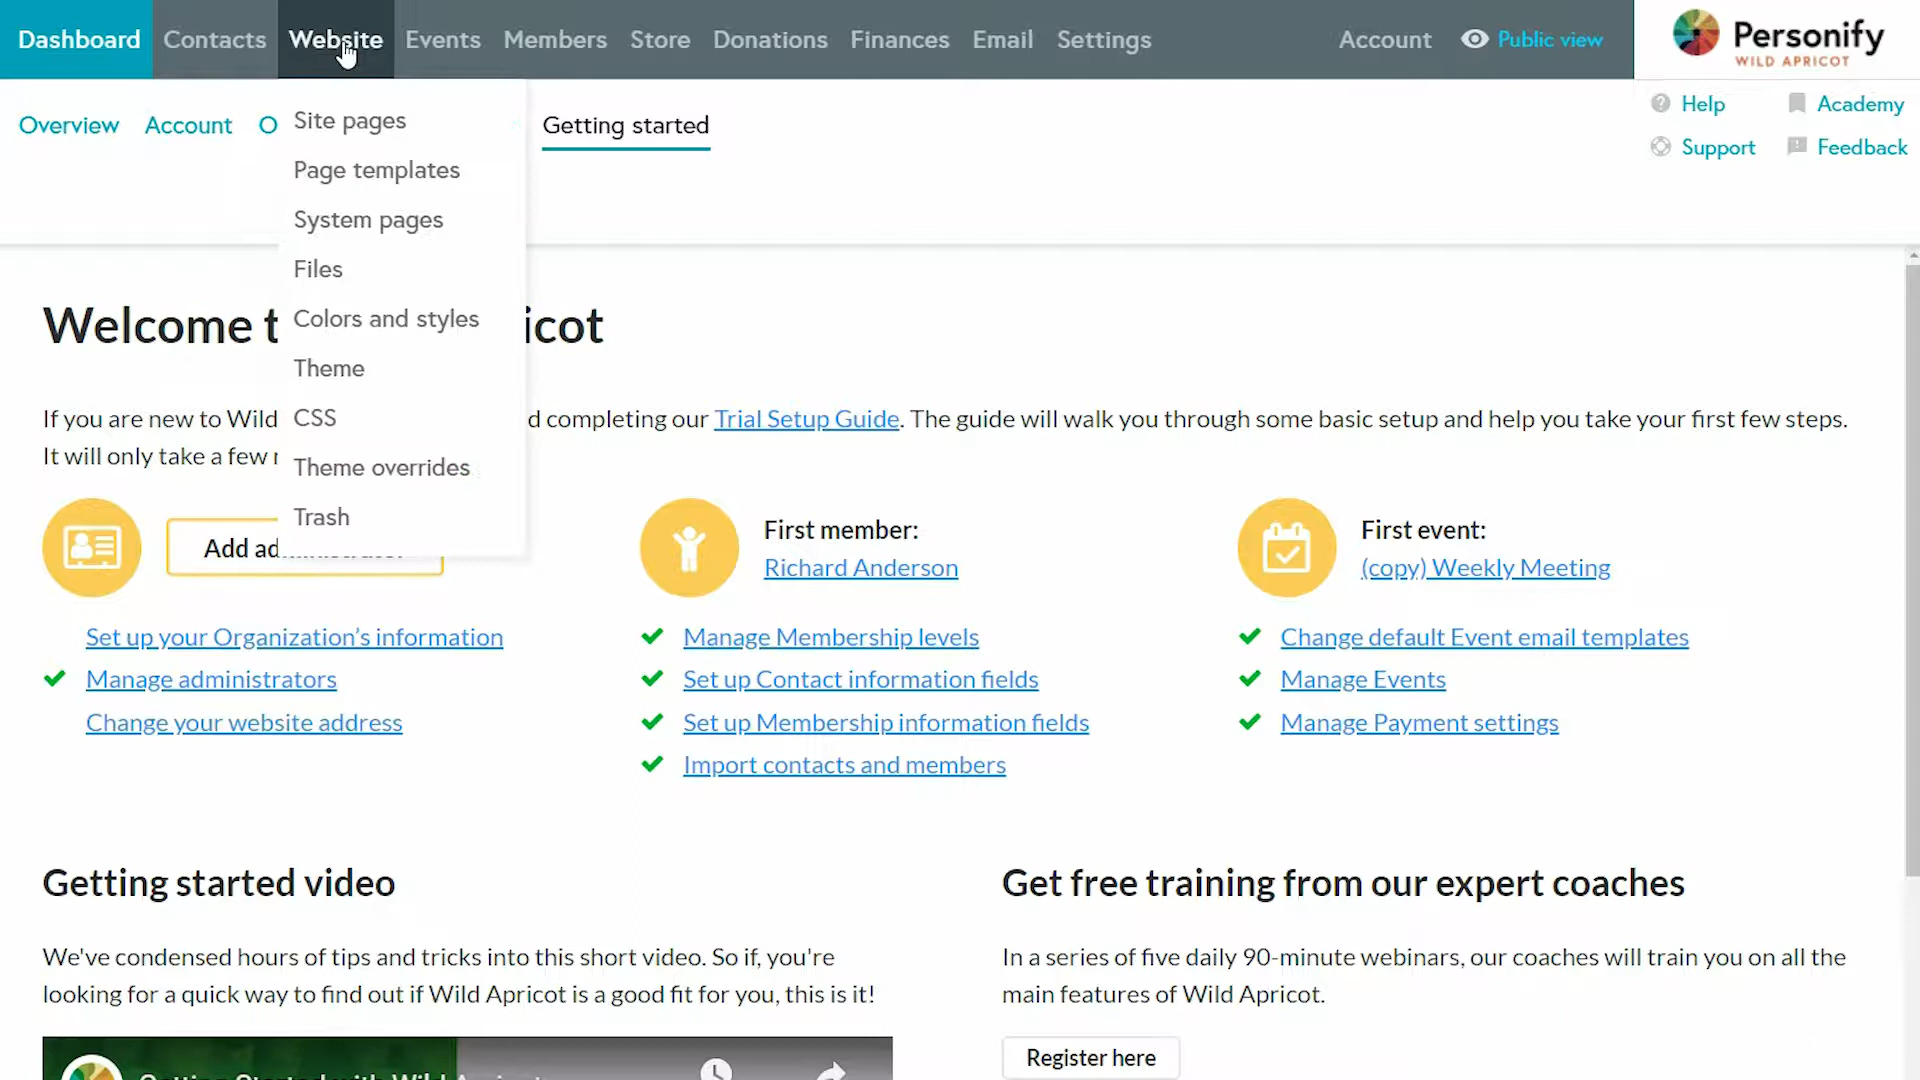 Dashboard Contacts Website Events Members Store Donations Finances Email Settings Account Public view
Personify
WILD APRICOT
Help Academy
Support Feedback
Overview Account O Getting started
Site pages
Page templates
System pages
Files
Colors and styles
Theme
CSS
Theme overrides
Trash
Welcome t icot
If you are new to Wild d completing our Trial Setup Guide. The guide will walk you through some basic setup and help you take your first few steps.
It will only take a few
Add ad
Set up your Organization's information
Manage administrators
Change your website address
First member:
Richard Anderson
Manage Membership levels
Set up Contact information fields
Set up Membership information fields
Import contacts and members
First event:
(copy) Weekly Meeting
Change default Event email templates
Manage Events
Manage Payment settings
Getting started video
We've condensed hours of tips and tricks into this short video. So if, you're
looking for a quick way to find out if Wild Apricot is a good fit for you, this is it!
Getting Started with Wild Apricot
Get free training from our expert coaches
In a series of five daily 90-minute webinars, our coaches will train you on all the
main features of Wild Apricot.
Register here